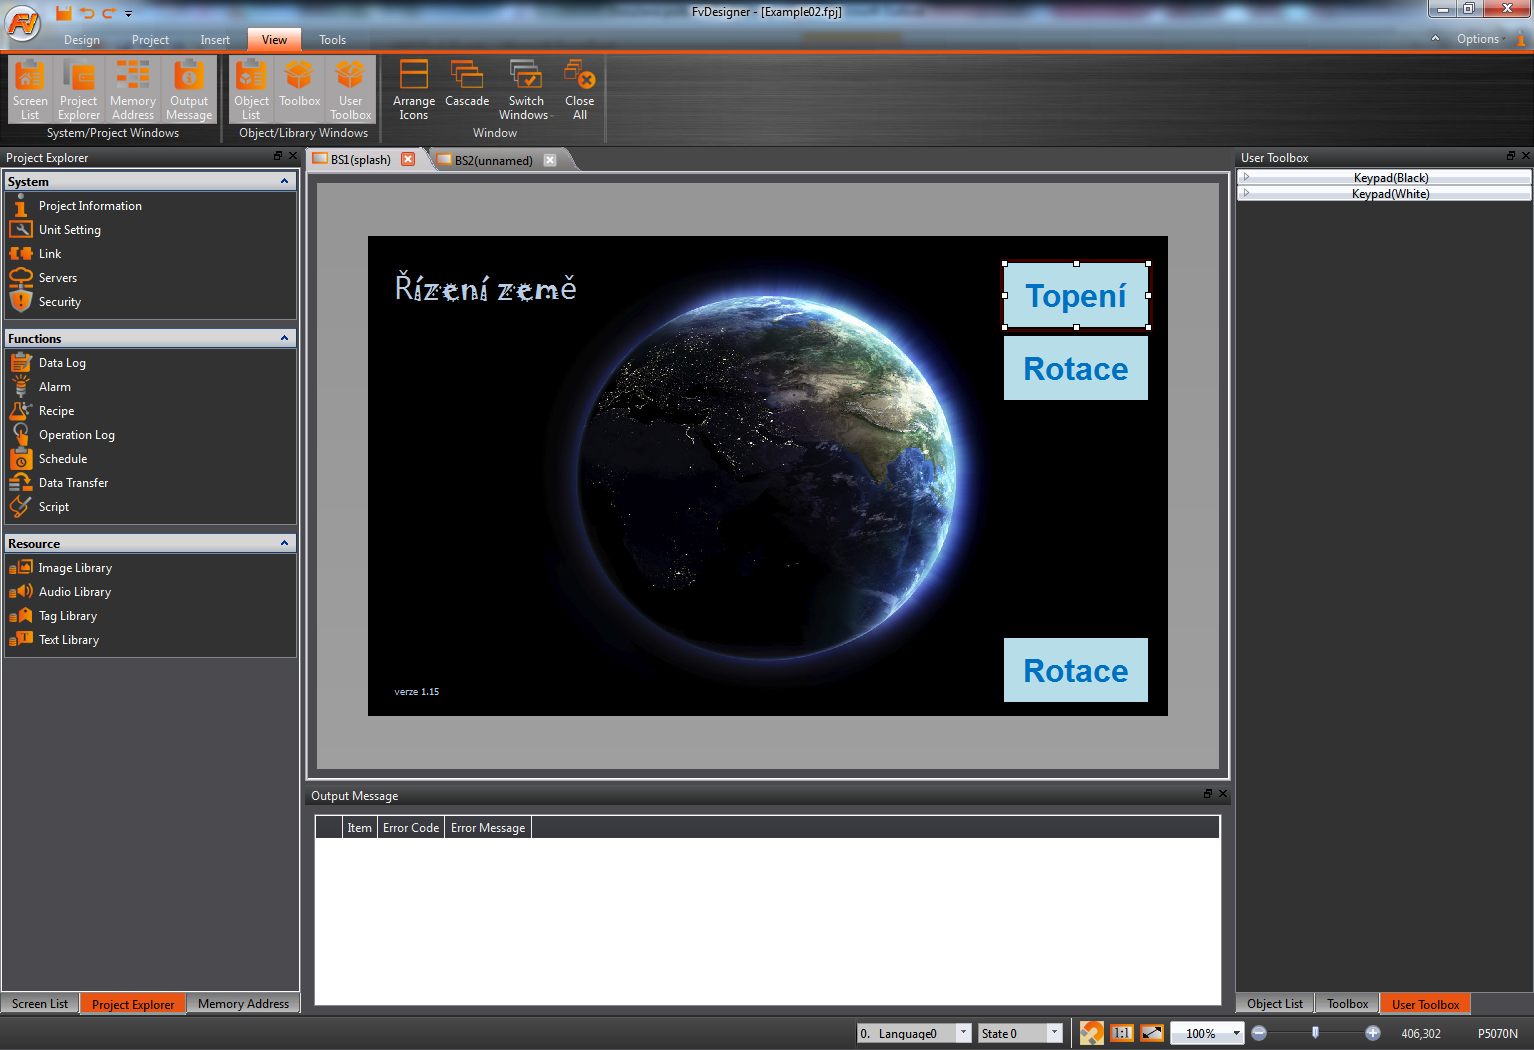 FvDesigner - [Example02.fpj]
Design Project Insert View Tools
Options
Screen List
Project Explorer
Memory Address
Output Message
System/Project Windows
Object List
Toolbox
User Toolbox
Object/Library Windows
Arrange Icons
Cascade
Switch Windows
Close All
Window
Project Explorer
System
Project Information
Unit Setting
Link
Servers
Security
Functions
Data Log
Alarm
Recipe
Operation Log
Schedule
Data Transfer
Script
Resource
Image Library
Audio Library
Tag Library
Text Library
Screen List Project Explorer Memory Address
BS1(splash) BS2(unnamed)
Řízení země
Topení
Rotace
Rotace
verze 1.15
Output Message
Item Error Code Error Message
User Toolbox
Keypad(Black)
Keypad(White)
Object List Toolbox User Toolbox
0. Language0 State 0 1:1 100% 406,302 P5070N